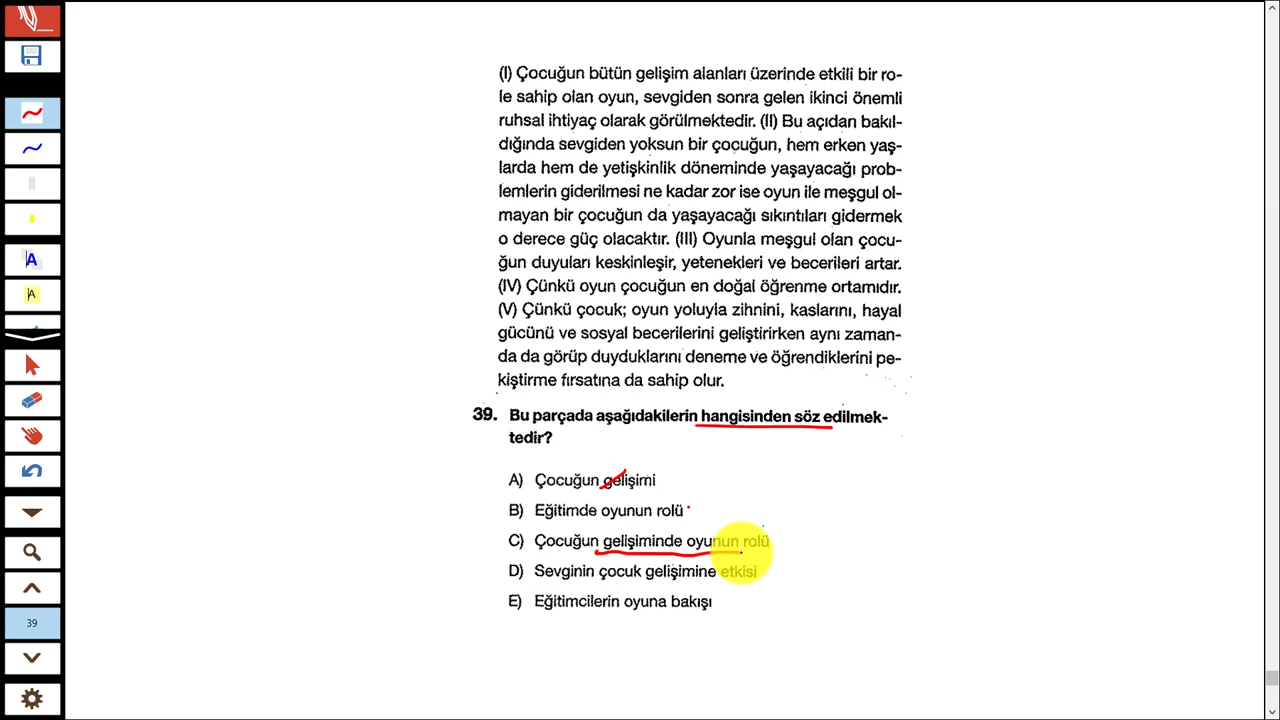 (I) Çocuğun bütün gelişim alanları üzerinde etkili bir ro-
le sahip olan oyun, sevgiden sonra gelen ikinci önemli
ruhsal ihtiyaç olarak görülmektedir. (II) Bu açıdan bakıl-
dığında sevgiden yoksun bir çocuğun, hem erken yaş-
larda hem de yetişkinlik döneminde yaşayacağı prob-
lemlerin giderilmesi ne kadar zor ise oyun ile meşgul ol-
mayan bir çocuğun da yaşayacağı sıkıntıları gidermek
o derece güç olacaktır. (III) Oyunla meşgul olan çocu-
ğun duyuları keskinleşir, yetenekleri ve becerileri artar.
(IV) Çünkü oyun çocuğun en doğal öğrenme ortamıdır.
(V) Çünkü çocuk; oyun yoluyla zihnini, kaslarını, hayal
gücünü ve sosyal becerilerini geliştirirken aynı zaman-
da da görüp duyduklarını deneme ve öğrendiklerini pe-
kiştirme fırsatına da sahip olur.
39. Bu parçada aşağıdakilerin hangisinden söz edilmek-
tedir?
A) Çocuğun gelişimi
B) Eğitimde oyunun rolü
C) Çocuğun gelişiminde oyunun rolü
D) Sevginin çocuk gelişimine etkisi
E) Eğitimcilerin oyuna bakışı
A
A
39